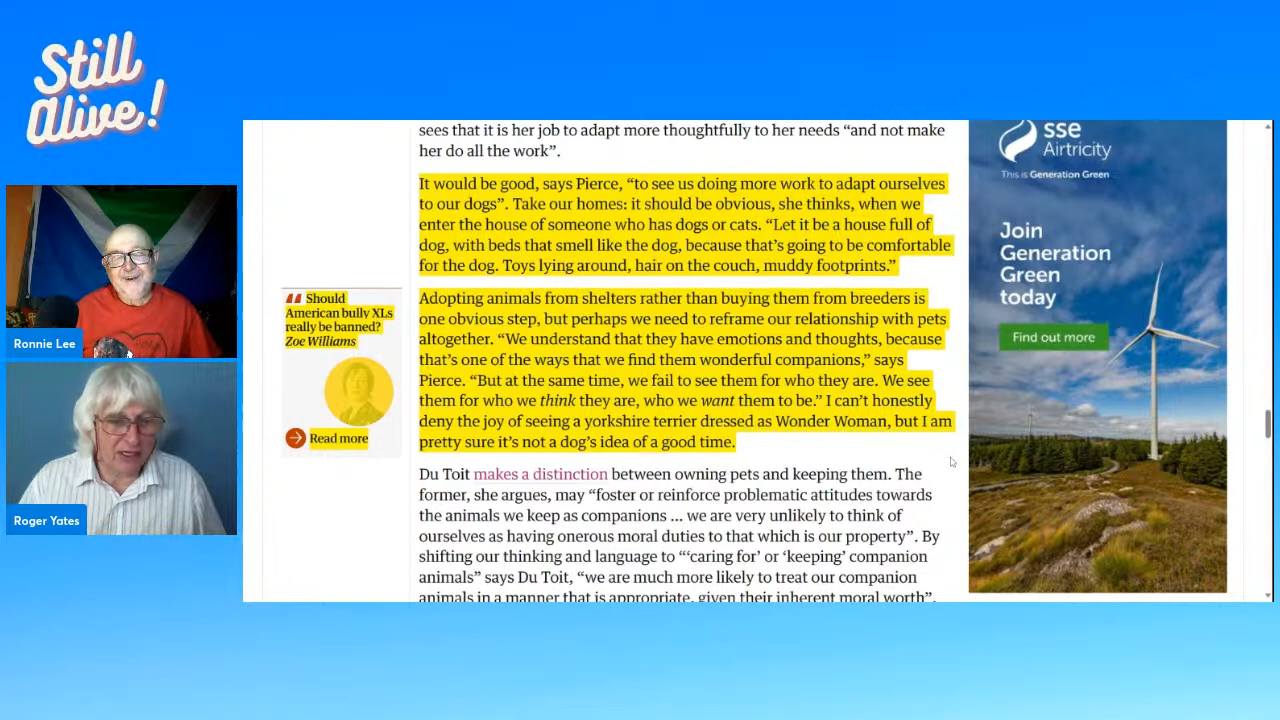 Still
Alive!
Ronnie Lee
Roger Yates
sees that it is her job to adapt more thoughtfully to her needs “and not make
her do all the work”.
It would be good, says Pierce, “to see us doing more work to adapt ourselves
to our dogs”. Take our homes: it should be obvious, she thinks, when we
enter the house of someone who has dogs or cats. “Let it be a house full of
dog, with beds that smell like the dog, because that’s going to be comfortable
for the dog. Toys lying around, hair on the couch, muddy footprints.”
“ Should
American bully XLs
really be banned?
Zoe Williams
Read more
Adopting animals from shelters rather than buying them from breeders is
one obvious step, but perhaps we need to reframe our relationship with pets
altogether. “We understand that they have emotions and thoughts, because
that’s one of the ways that we find them wonderful companions,” says
Pierce. “But at the same time, we fail to see them for who they are. We see
them for who we think they are, who we want them to be.” I can’t honestly
deny the joy of seeing a yorkshire terrier dressed as Wonder Woman, but I am
pretty sure it’s not a dog’s idea of a good time.
Du Toit makes a distinction between owning pets and keeping them. The
former, she argues, may “foster or reinforce problematic attitudes towards
the animals we keep as companions ... we are very unlikely to think of
ourselves as having onerous moral duties to that which is our property”. By
shifting our thinking and language to “‘caring for’ or ‘keeping’ companion
animals” says Du Toit, “we are much more likely to treat our companion
animals in a manner that is appropriate, given their inherent moral worth”.
sse
Airtricity
This is Generation Green
Join
Generation
Green
today
Find out more